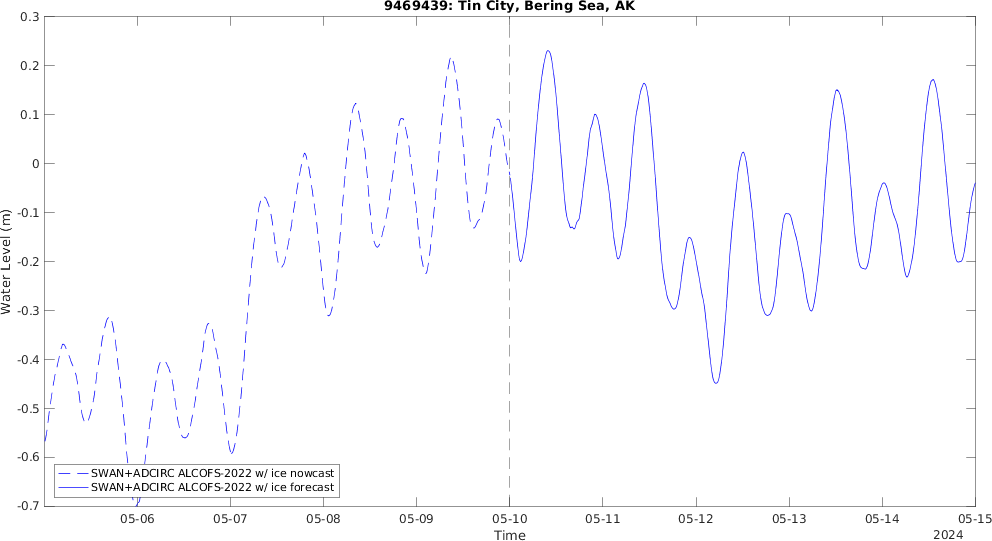 9469439: Tin City, Bering Sea, AK
0.3
0.2
0.1
0
-0.1
-0.2
-0.3
-0.4
-0.5
-0.6
-0.7
Water Level (m)
SWAN+ADCIRC ALCOFS-2022 w/ ice nowcast
SWAN+ADCIRC ALCOFS-2022 w/ ice forecast
05-06 05-07 05-08 05-09 05-10 05-11 05-12 05-13 05-14 05-15
Time
2024